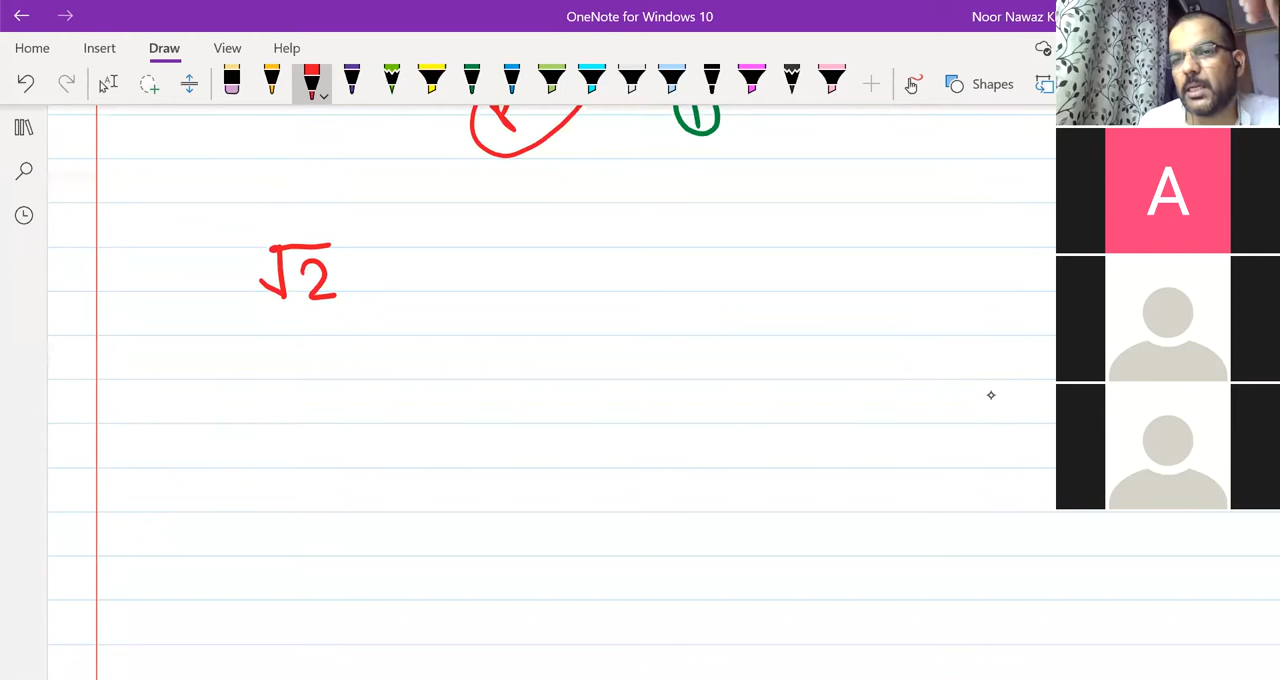 OneNote for Windows 10
Noor Nawaz
Home Insert Draw View Help
Shapes
√2
A